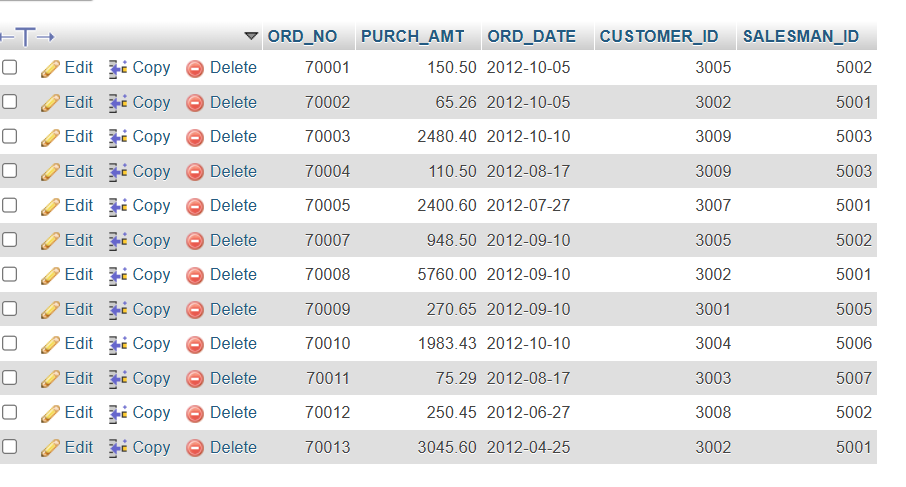 ORD_NO PURCH_AMT ORD_DATE CUSTOMER_ID SALESMAN_ID
Edit Copy Delete 70001 150.50 2012-10-05 3005 5002
Edit Copy Delete 70002 65.26 2012-10-05 3002 5001
Edit Copy Delete 70003 2480.40 2012-10-10 3009 5003
Edit Copy Delete 70004 110.50 2012-08-17 3009 5003
Edit Copy Delete 70005 2400.60 2012-07-27 3007 5001
Edit Copy Delete 70007 948.50 2012-09-10 3005 5002
Edit Copy Delete 70008 5760.00 2012-09-10 3002 5001
Edit Copy Delete 70009 270.65 2012-09-10 3001 5005
Edit Copy Delete 70010 1983.43 2012-10-10 3004 5006
Edit Copy Delete 70011 75.29 2012-08-17 3003 5007
Edit Copy Delete 70012 250.45 2012-06-27 3008 5002
Edit Copy Delete 70013 3045.60 2012-04-25 3002 5001